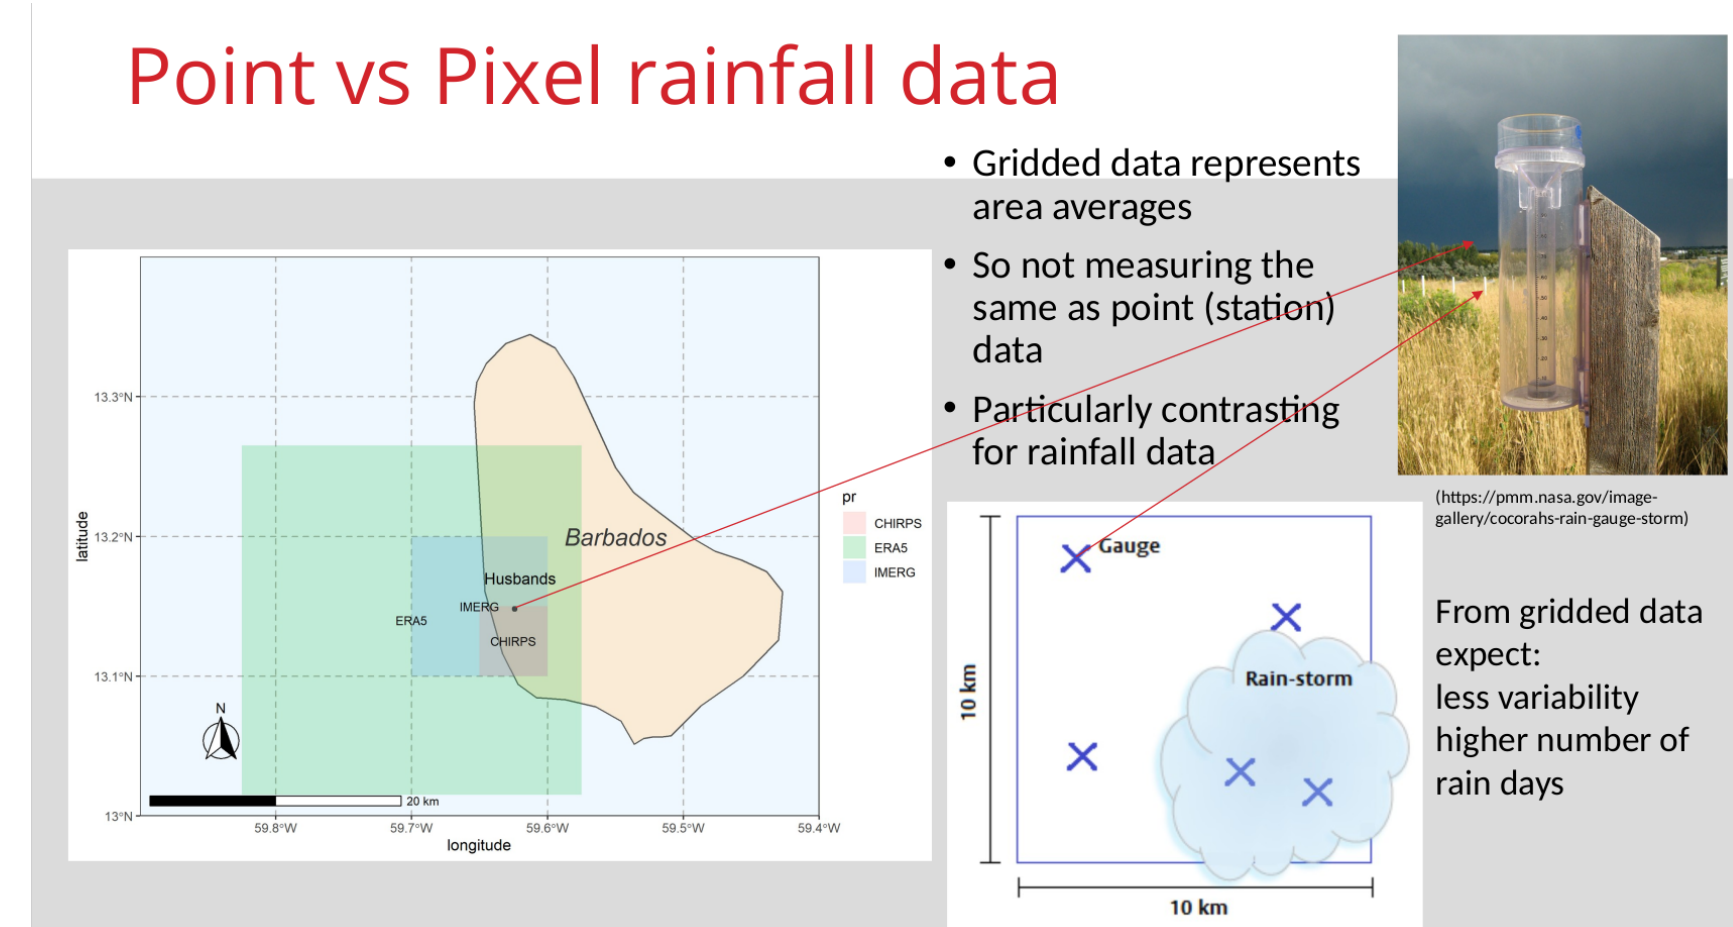 Point vs Pixel rainfall data
• Gridded data represents
area averages
• So not measuring the
same as point (station)
data
• Particularly contrasting
for rainfall data
(https://pmm.nasa.gov/image-
gallery/cocorahs-rain-gauge-storm)
From gridded data
expect:
less variability
higher number of
rain days
latitude
13.3°N
13.2°N
13.1°N
13°N
Barbados
Husbands
IMERG
ERA5
CHIRPS
N
20 km
59.8°W
59.7°W
59.6°W
59.5°W
59.4°W
longitude
pr
CHIRPS
ERA5
IMERG
Gauge
Rain-storm
10 km
10 km